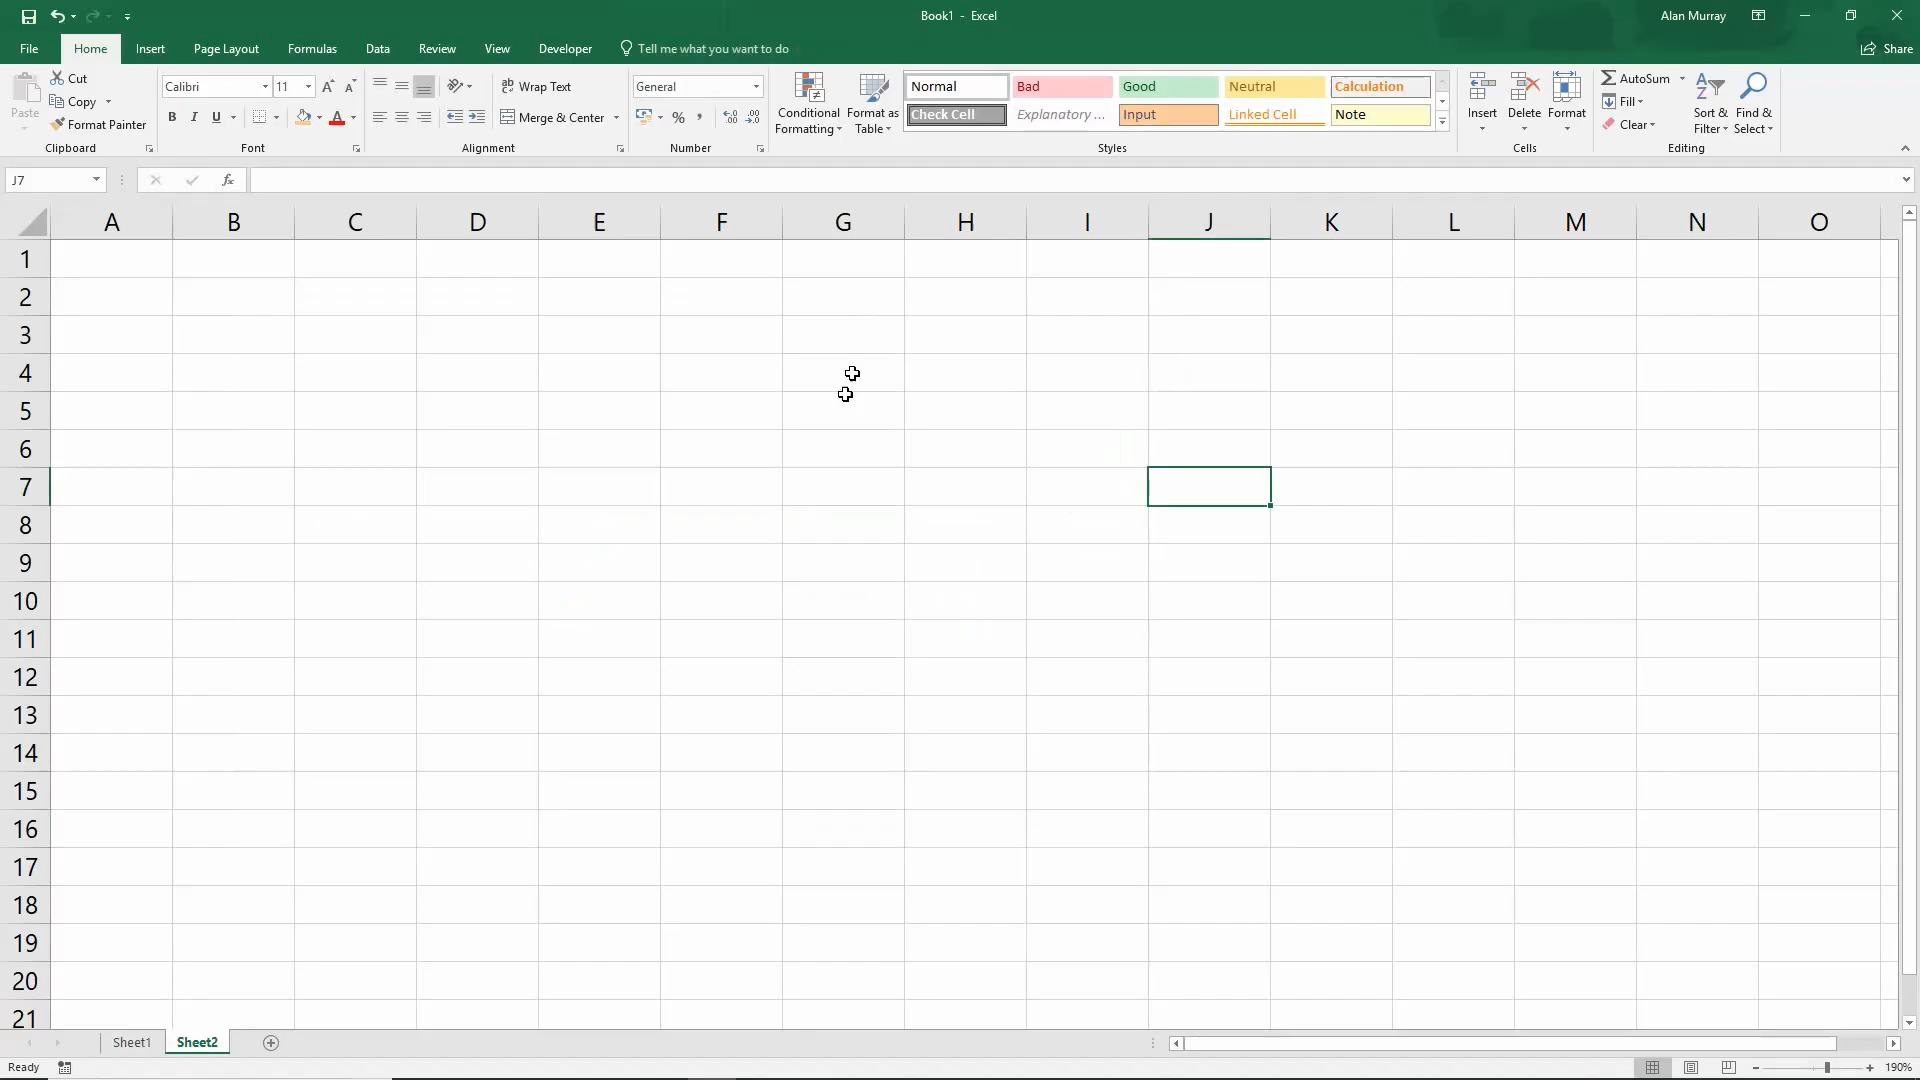 Book1 - Excel
Alan Murray
File Home Insert Page Layout Formulas Data Review View Developer Tell me what you want to do Share
Paste
Cut
Copy
Format Painter
Clipboard
Calibri 11
B I U
Font
Wrap Text
Merge & Center
Alignment
General
%
Number
Conditional Formatting
Format as Table
Normal Bad Good Neutral Calculation
Check Cell Explanatory ... Input Linked Cell Note
Styles
Insert Delete Format
Cells
AutoSum
Fill
Clear
Sort & Filter
Find & Select
Editing
J7
fx
A B C D E F G H I J K L M N O
1
2
3
4
5
6
7
8
9
10
11
12
13
14
15
16
17
18
19
20
21
Sheet1 Sheet2
Ready
190%